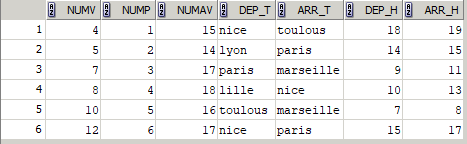 NUMV NUMP NUMAV DEP_T ARR_T DEP_H ARR_H
1 4 1 15 nice toulous 18 19
2 5 2 14 lyon paris 14 15
3 7 3 17 paris marseille 9 11
4 8 4 18 lille nice 10 13
5 10 5 16 toulous marseille 7 8
6 12 6 17 nice paris 15 17